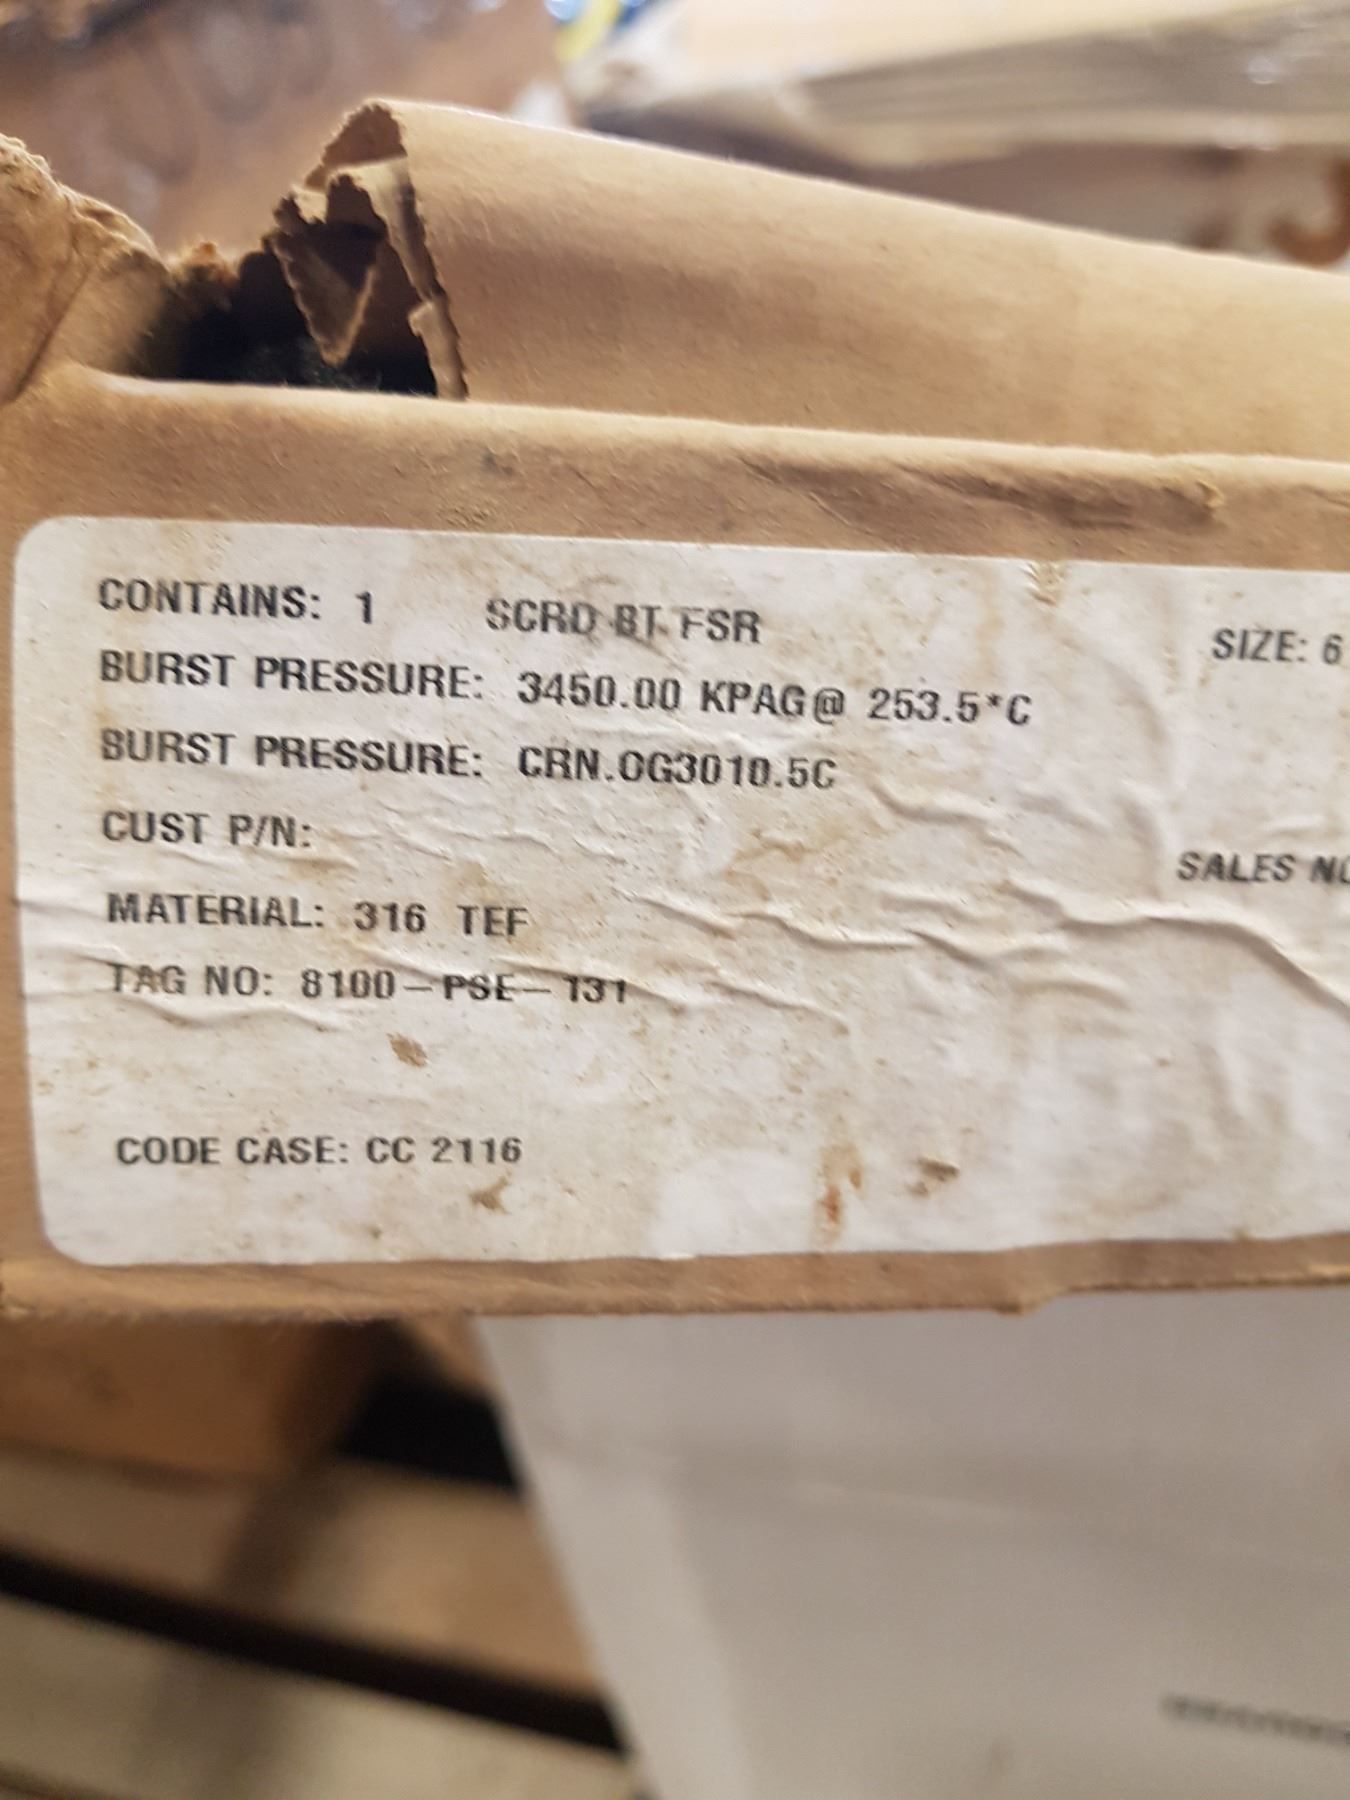 CONTAINS: 1 SCRD BT FSR SIZE: 6
BURST PRESSURE: 3450.00 KPAG@ 253.5*C
BURST PRESSURE: CRN.OG3010.5C
CUST P/N:
SALES NO
MATERIAL: 316 TEF
TAG NO: 8100-PSE-131
CODE CASE: CC 2116